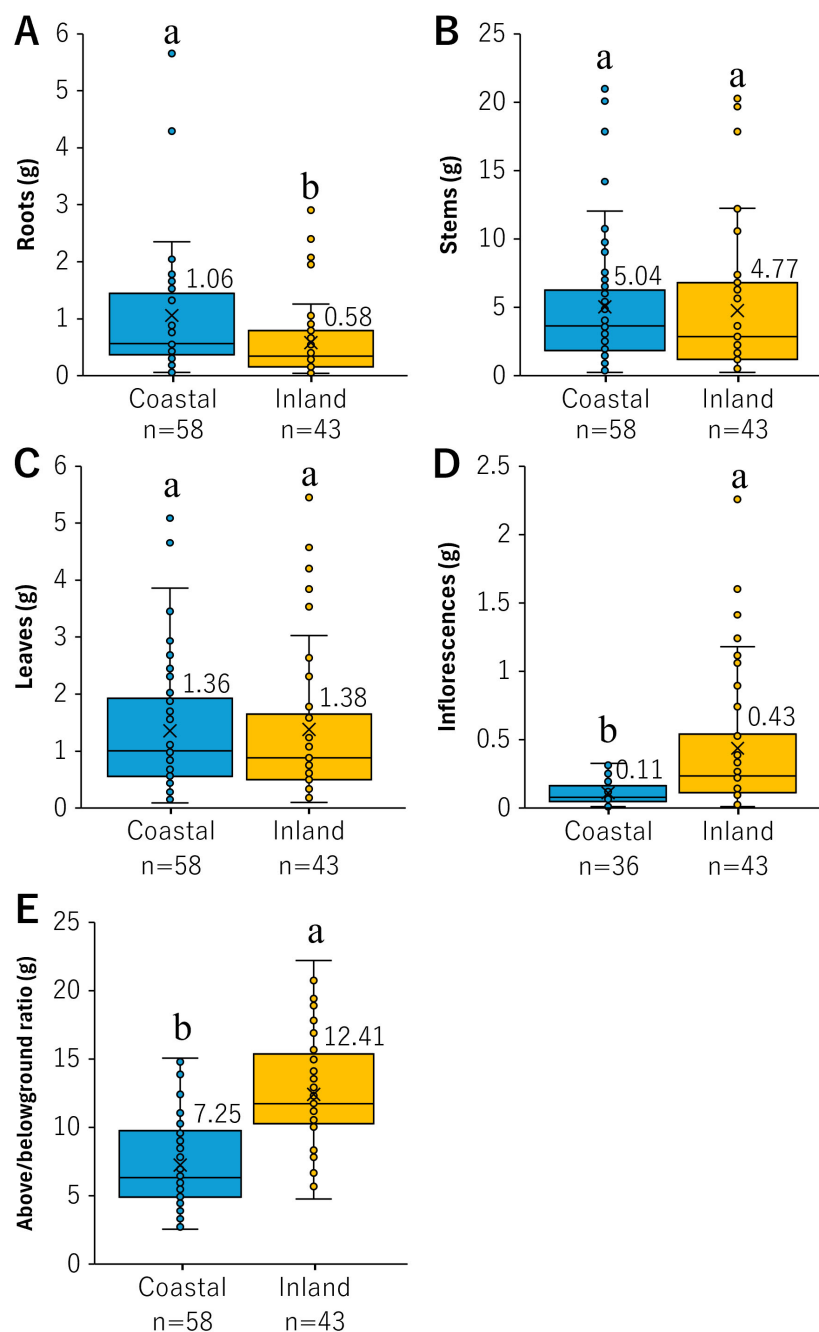 A
B
6
5
4
3
2
1
0
Roots (g)
a
b
1.06
0.58
Coastal
Inland
n=58
n=43
25
20
15
10
5
0
Stems (g)
a
a
5.04
4.77
Coastal
Inland
n=58
n=43
C
D
6
5
4
3
2
1
0
Leaves (g)
a
a
1.36
1.38
Coastal
Inland
n=58
n=43
2.5
2
1.5
1
0.5
0
Inflorescences (g)
b
a
0.11
0.43
Coastal
Inland
n=36
n=43
E
25
20
15
10
5
0
Above/belowground ratio (g)
b
a
7.25
12.41
Coastal
Inland
n=58
n=43